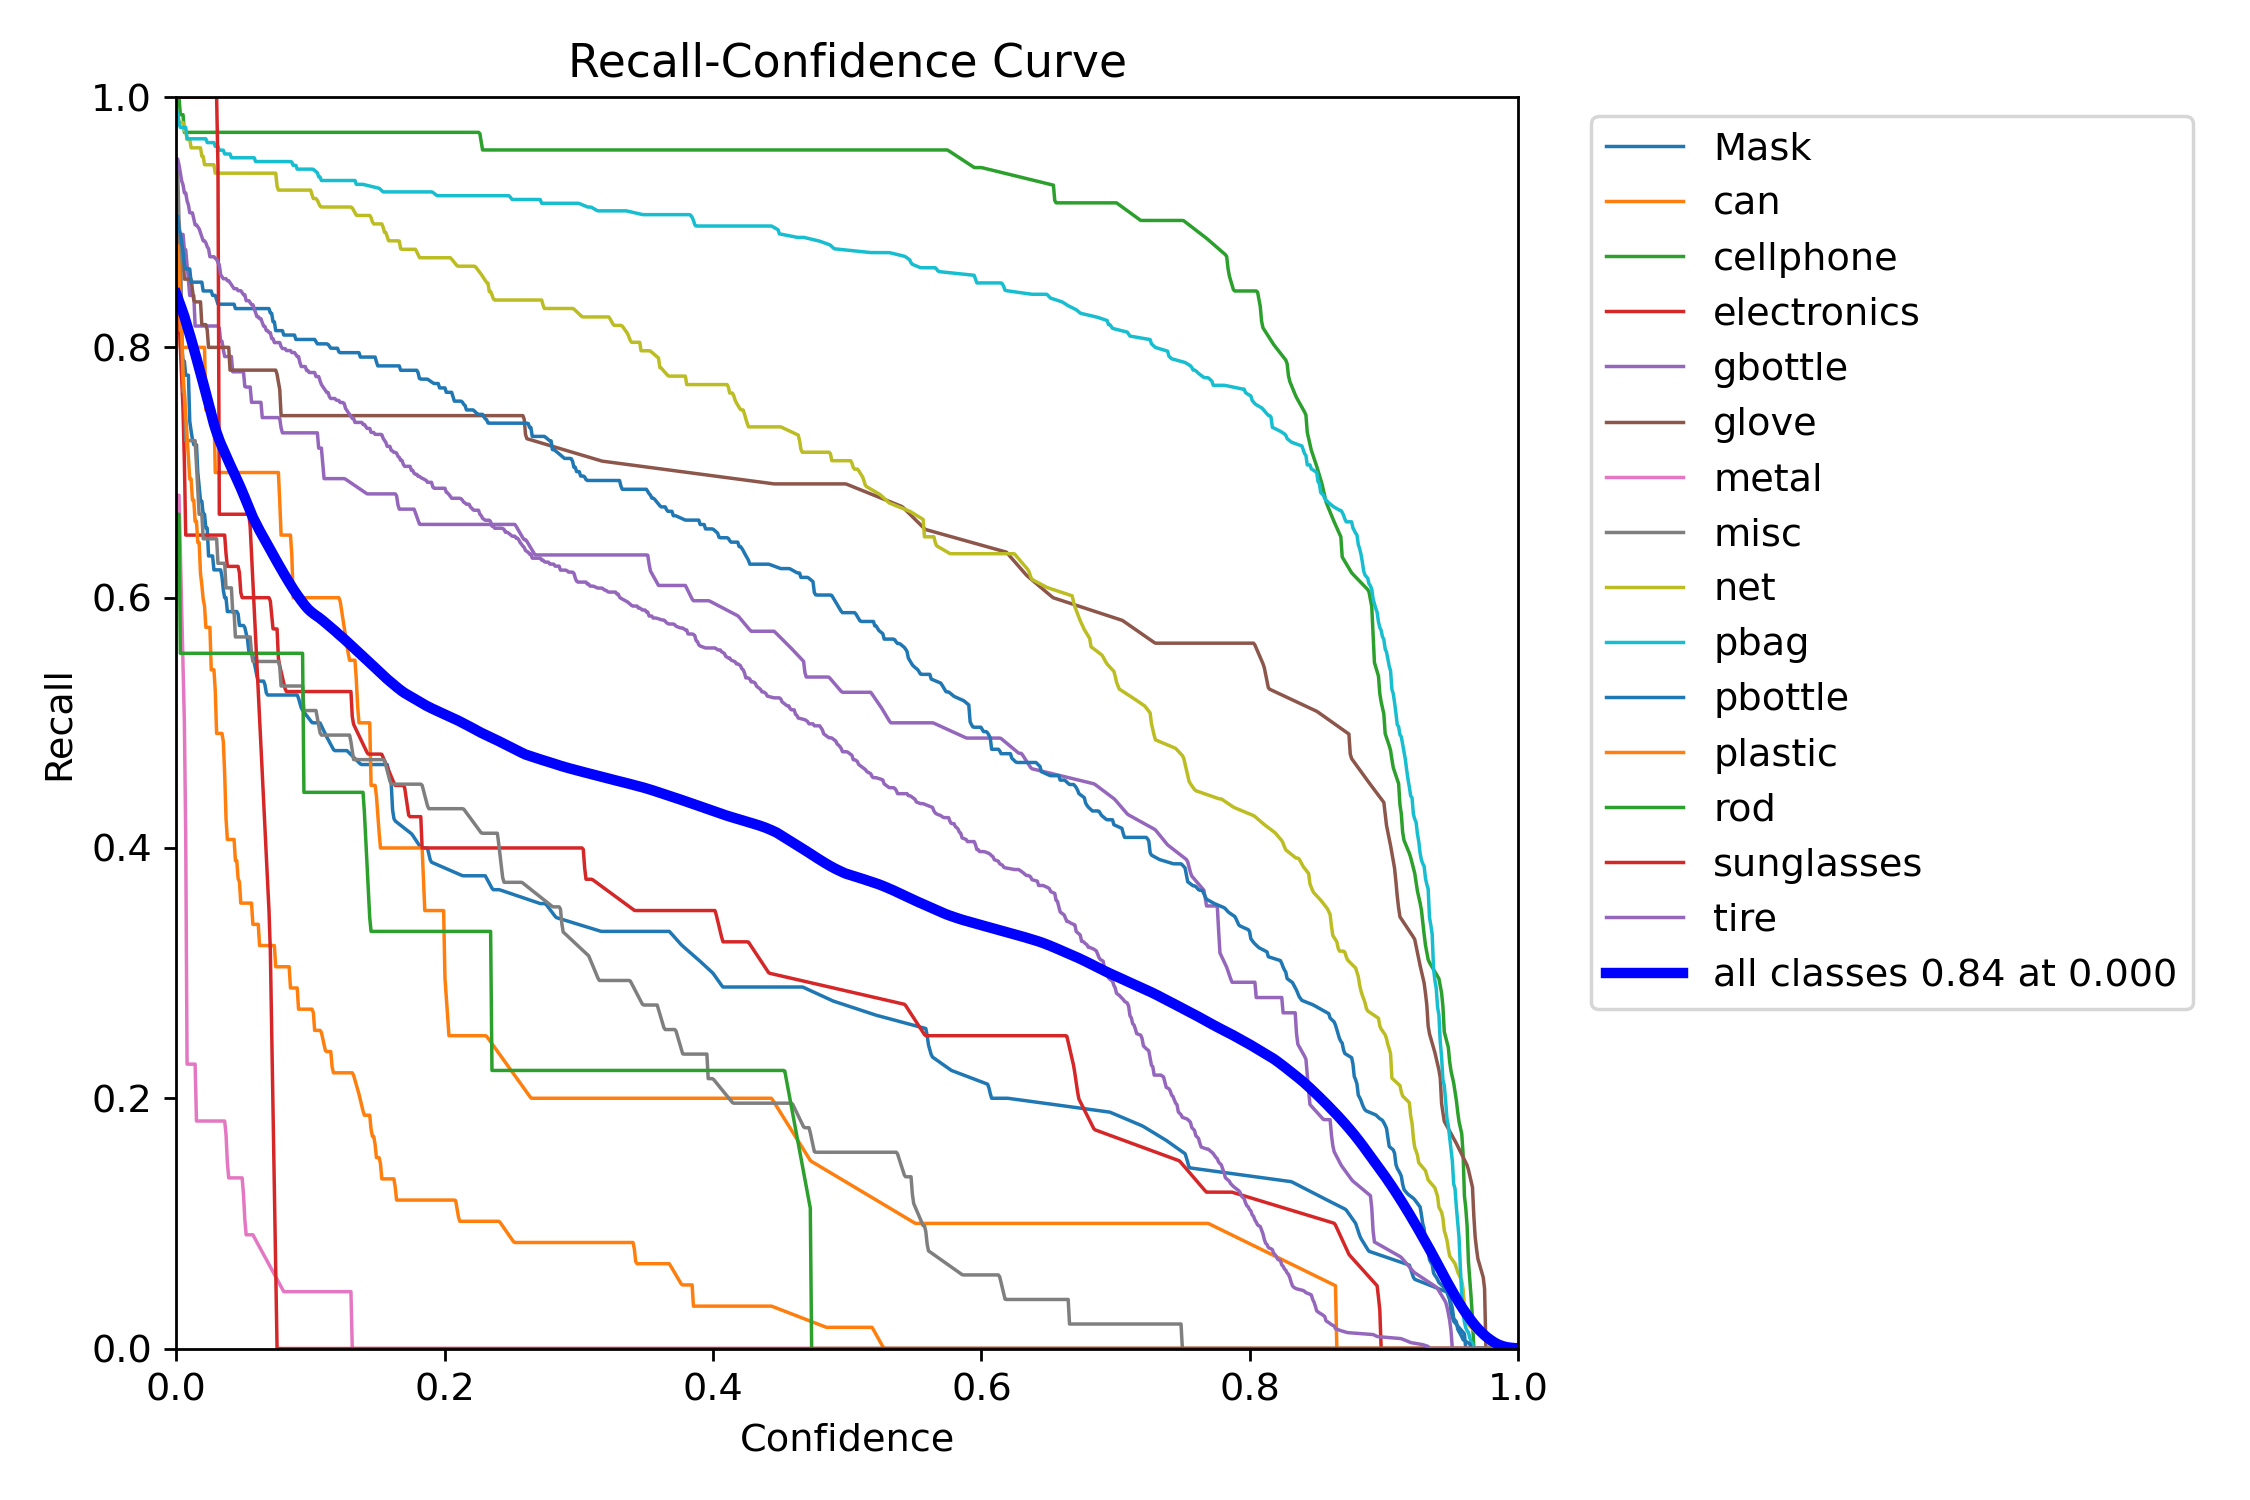 Recall-Confidence Curve
1.0
0.8
0.6
0.4
0.2
0.0
Recall
0.0 0.2 0.4 0.6 0.8 1.0
Confidence
Mask
can
cellphone
electronics
gbottle
glove
metal
misc
net
pbag
pbottle
plastic
rod
sunglasses
tire
all classes 0.84 at 0.000